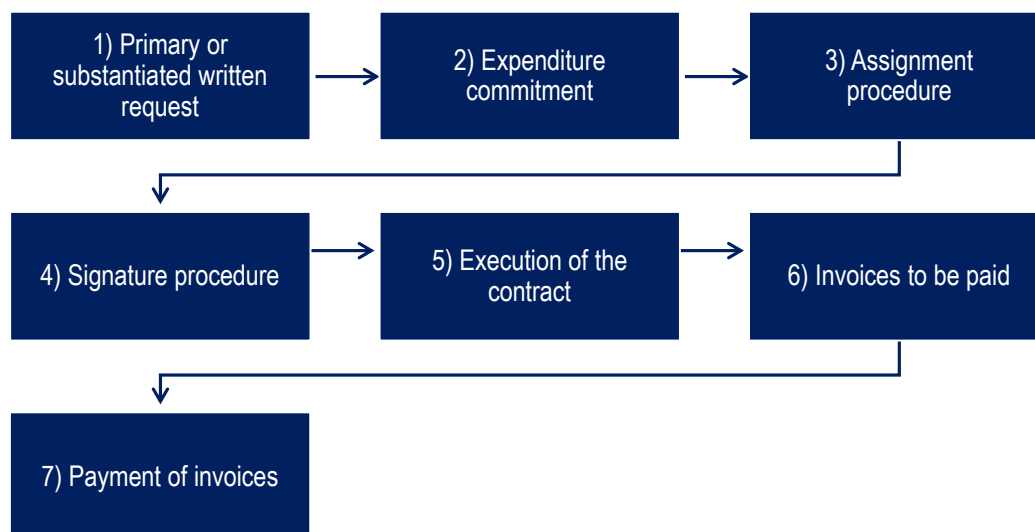 1) Primary or
substantiated written
request
2) Expenditure
commitment
3) Assignment
procedure
4) Signature procedure
5) Execution of the
contract
6) Invoices to be paid
7) Payment of invoices